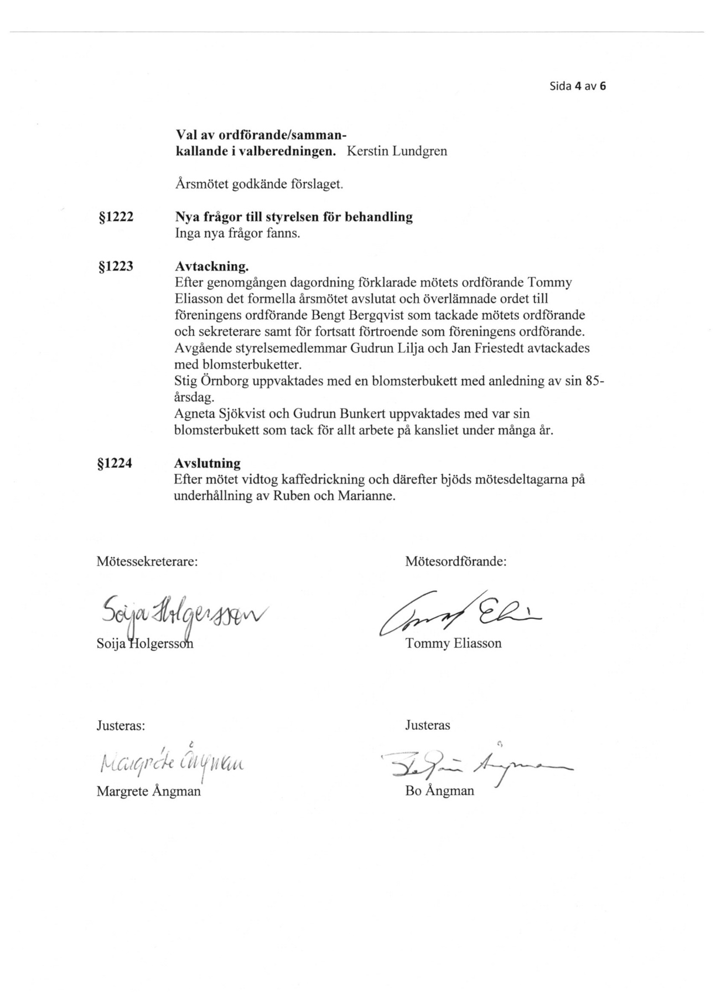 Sida 4 av 6
Val av ordförande/samman-
kallande i valberedningen. Kerstin Lundgren
Årsmötet godkände förslaget.
§1222 Nya frågor till styrelsen för behandling
Inga nya frågor fanns.
§1223 Avtackning.
Efter genomgången dagordning förklarade mötets ordförande Tommy
Eliasson det formella årsmötet avslutat och överlämnade ordet till
föreningens ordförande Bengt Bergqvist som tackade mötets ordförande
och sekreterare samt för fortsatt förtroende som föreningens ordförande.
Avgående styrelsemedlemmar Gudrun Lilja och Jan Friestedt avtackades
med blomsterbuketter.
Stig Örnborg uppvaktades med en blomsterbukett med anledning av sin 85-
årsdag.
Agneta Sjökvist och Gudrun Bunkert uppvaktades med var sin
blomsterbukett som tack för allt arbete på kansliet under många år.
§1224 Avslutning
Efter mötet vidtog kaffedrickning och därefter bjöds mötesdeltagarna på
underhållning av Ruben och Marianne.
Mötessekreterare: Mötesordförande:
Soija Holgersson
Soija Holgersson Tommy Eliasson
Justeras: Justeras
Margrete Ångman Ångman
Margrete Ångman Bo Ångman